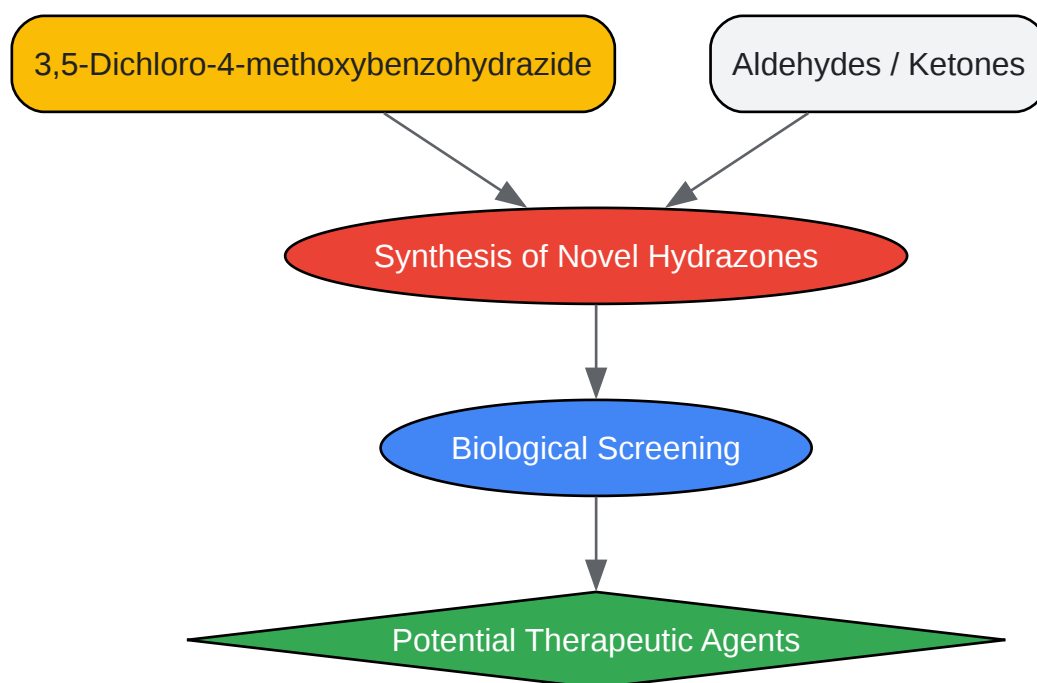 3,5-Dichloro-4-methoxybenzohydrazide
Aldehydes / Ketones
Synthesis of Novel Hydrazones
Biological Screening
Potential Therapeutic Agents